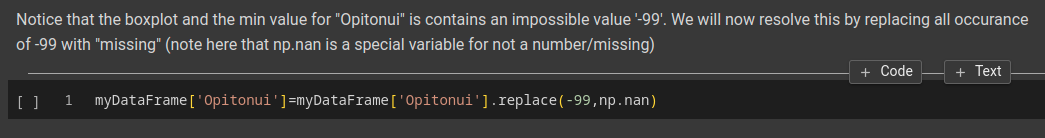 Notice that the boxplot and the min value for "Opitonui" is contains an impossible value '-99'. We will now resolve this by replacing all occurance
of -99 with "missing" (note here that np.nan is a special variable for not a number/missing)
+ Code + Text
[ ] 1 myDataFrame['Opitonui']=myDataFrame['Opitonui'].replace(-99,np.nan)